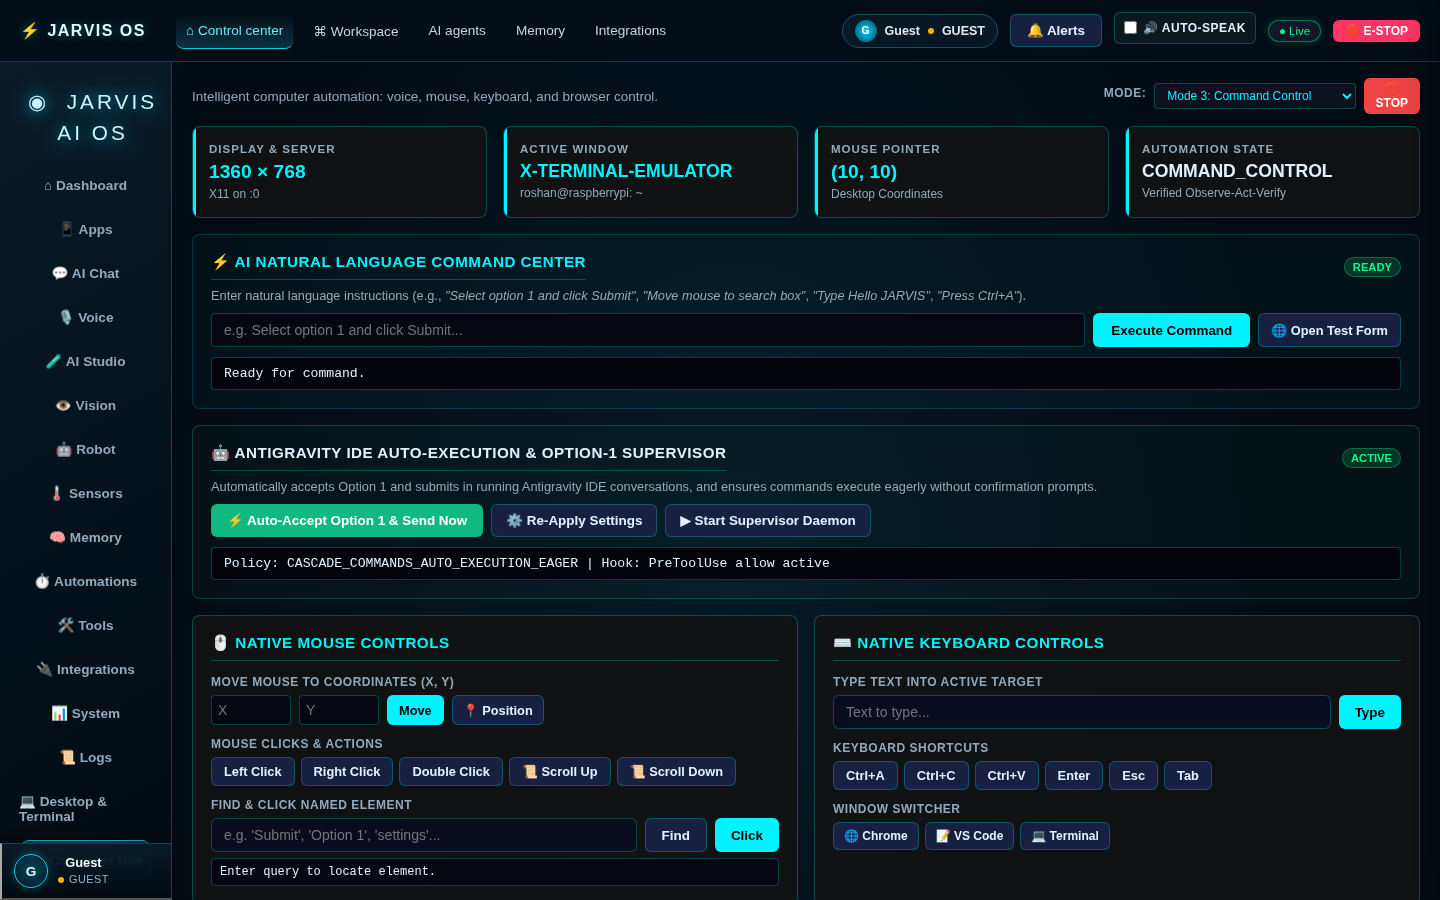 ⚡ JARVIS OS
⌂ Control center
⌘ Workspace
AI agents
Memory
Integrations
G Guest ● GUEST
🔔 Alerts
🔊 AUTO-SPEAK
● Live
🛑 E-STOP
◉ JARVIS
AI OS
⌂ Dashboard
📱 Apps
💬 AI Chat
🎙️ Voice
🧪 AI Studio
👁️ Vision
🤖 Robot
🌡️ Sensors
🧠 Memory
⏱️ Automations
🛠️ Tools
🔌 Integrations
📊 System
📜 Logs
💻 Desktop &
Terminal
G
Guest
● GUEST
Intelligent computer automation: voice, mouse, keyboard, and browser control.
MODE:
Mode 3: Command Control
🛑
STOP
DISPLAY & SERVER
1360 × 768
X11 on :0
ACTIVE WINDOW
X-TERMINAL-EMULATOR
roshan@raspberrypi: ~
MOUSE POINTER
(10, 10)
Desktop Coordinates
AUTOMATION STATE
COMMAND_CONTROL
Verified Observe-Act-Verify
⚡ AI NATURAL LANGUAGE COMMAND CENTER
READY
Enter natural language instructions (e.g., "Select option 1 and click Submit", "Move mouse to search box", "Type Hello JARVIS", "Press Ctrl+A").
e.g. Select option 1 and click Submit...
Execute Command
🌐 Open Test Form
Ready for command.
🤖 ANTIGRAVITY IDE AUTO-EXECUTION & OPTION-1 SUPERVISOR
ACTIVE
Automatically accepts Option 1 and submits in running Antigravity IDE conversations, and ensures commands execute eagerly without confirmation prompts.
⚡ Auto-Accept Option 1 & Send Now
⚙️ Re-Apply Settings
▶ Start Supervisor Daemon
Policy: CASCADE_COMMANDS_AUTO_EXECUTION_EAGER | Hook: PreToolUse allow active
🖱️ NATIVE MOUSE CONTROLS
MOVE MOUSE TO COORDINATES (X, Y)
X
Y
Move
📍 Position
MOUSE CLICKS & ACTIONS
Left Click
Right Click
Double Click
📜 Scroll Up
📜 Scroll Down
FIND & CLICK NAMED ELEMENT
e.g. 'Submit', 'Option 1', 'settings'...
Find
Click
Enter query to locate element.
⌨️ NATIVE KEYBOARD CONTROLS
TYPE TEXT INTO ACTIVE TARGET
Text to type...
Type
KEYBOARD SHORTCUTS
Ctrl+A
Ctrl+C
Ctrl+V
Enter
Esc
Tab
WINDOW SWITCHER
🌐 Chrome
📝 VS Code
💻 Terminal